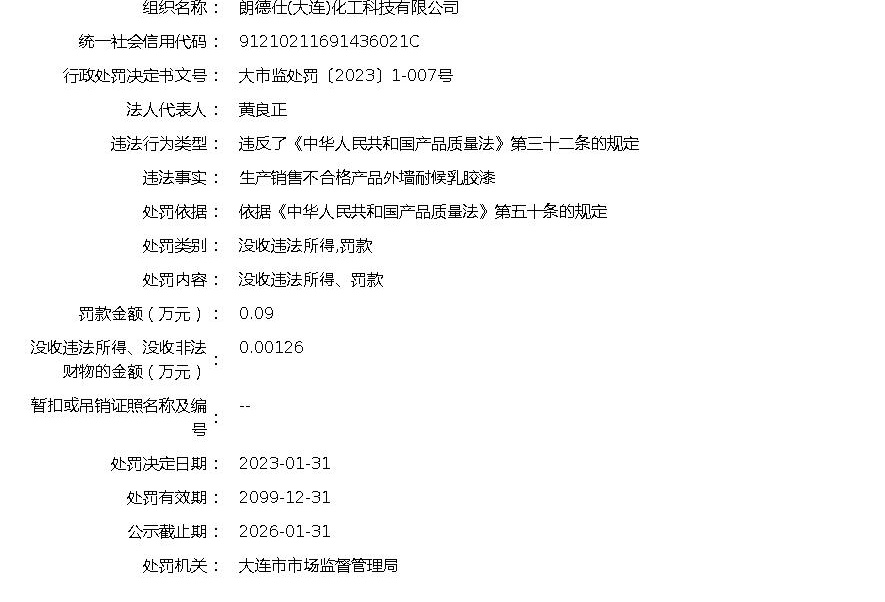 组织名称： 朗德仕(大连)化工科技有限公司
统一社会信用代码： 91210211691436021C
行政处罚决定书文号： 大市监处罚〔2023〕1-007号
法人代表人： 黄良正
违法行为类型： 违反了《中华人民共和国产品质量法》第三十二条的规定
违法事实： 生产销售不合格产品外墙耐候乳胶漆
处罚依据： 依据《中华人民共和国产品质量法》第五十条的规定
处罚类别： 没收违法所得,罚款
处罚内容： 没收违法所得、罚款
罚款金额（万元）： 0.09
没收违法所得、没收非法
财物的金额（万元）： 0.00126
暂扣或吊销证照名称及编
号： --
处罚决定日期： 2023-01-31
处罚有效期： 2099-12-31
公示截止期： 2026-01-31
处罚机关： 大连市市场监督管理局